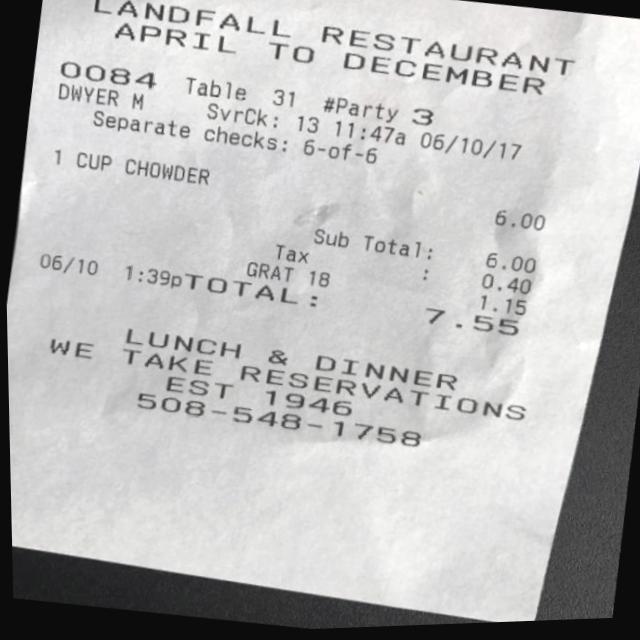 LANDFALL RESTAURANT
APRIL TO DECEMBER
0084 Table 31 #Party 3
DWYER M SvrCk: 13 11:47a 06/10/17
Separate checks: 6-of-6
1 CUP CHOWDER 6.00
Sub Total: 6.00
Tax : 0.40
GRAT 18 1.15
06/10 1:39pTOTAL: 7.55
LUNCH & DINNER
WE TAKE RESERVATIONS
EST 1946
508-548-1758